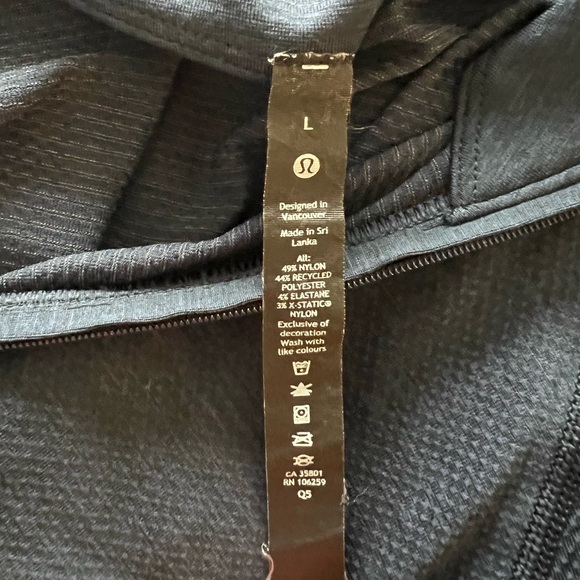 L
Designed in
Vancouver
Made in Sri
Lanka
All:
49% NYLON
44% RECYCLED
POLYESTER
4% ELASTANE
3% X-STATIC®
NYLON
Exclusive of
decoration
Wash with
like colours
CA 35801
RN 106259
Q5